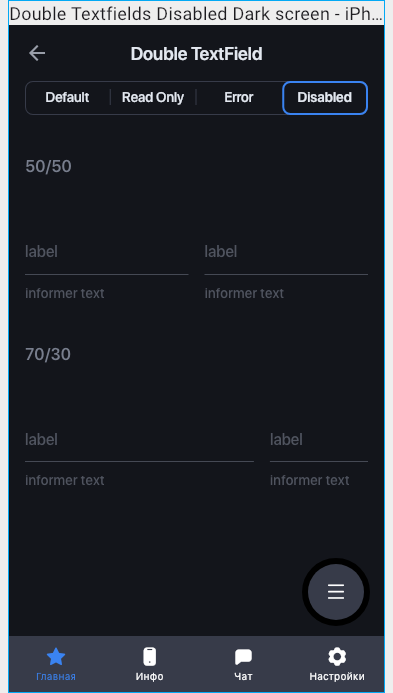 Double Textfields Disabled Dark screen - iPh...
Double TextField
Default Read Only Error Disabled
50/50
label label
informer text informer text
70/30
label label
informer text informer text
Главная Инфо Чат Настройки